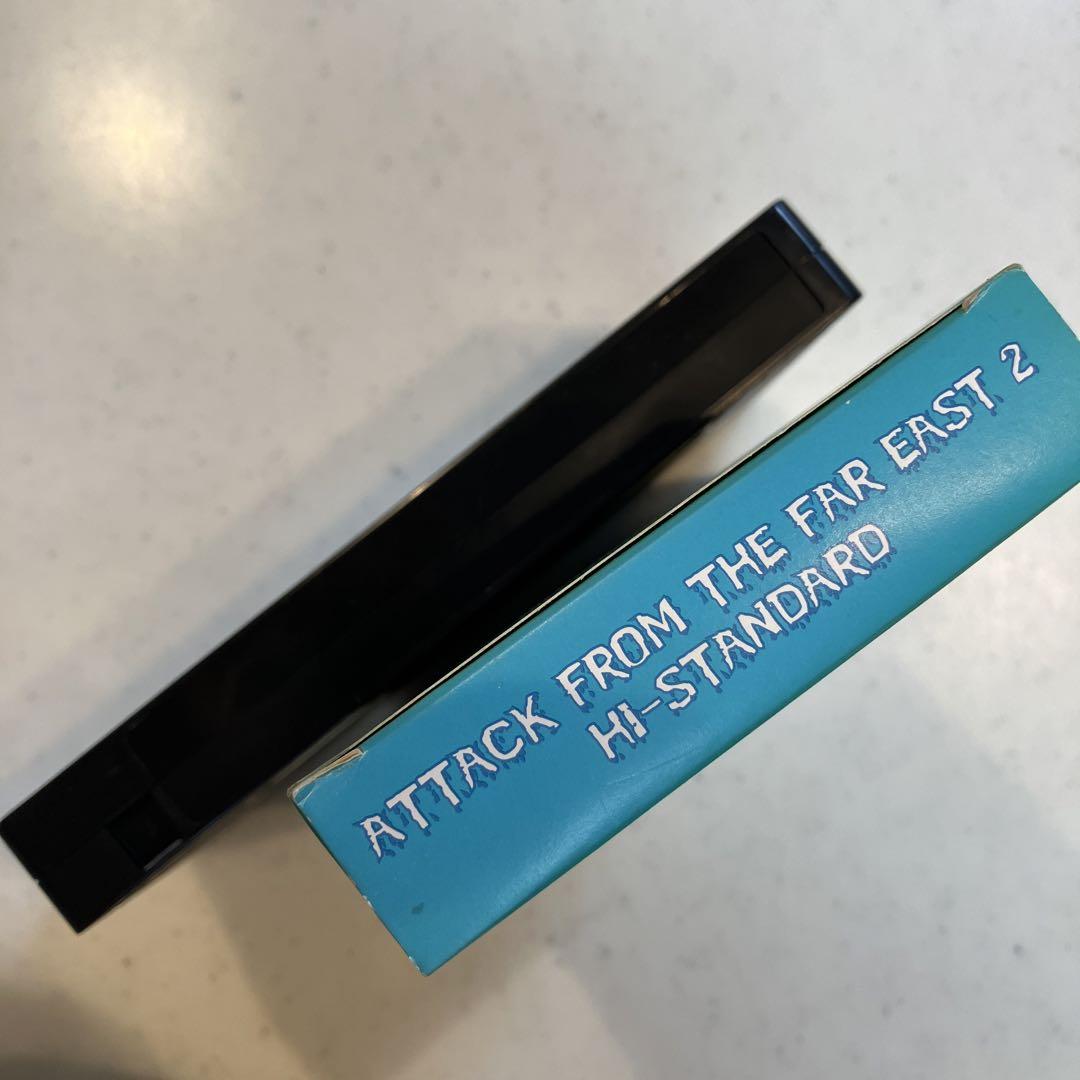 ATTACK FROM THE FAR EAST 2
HI-STANDARD